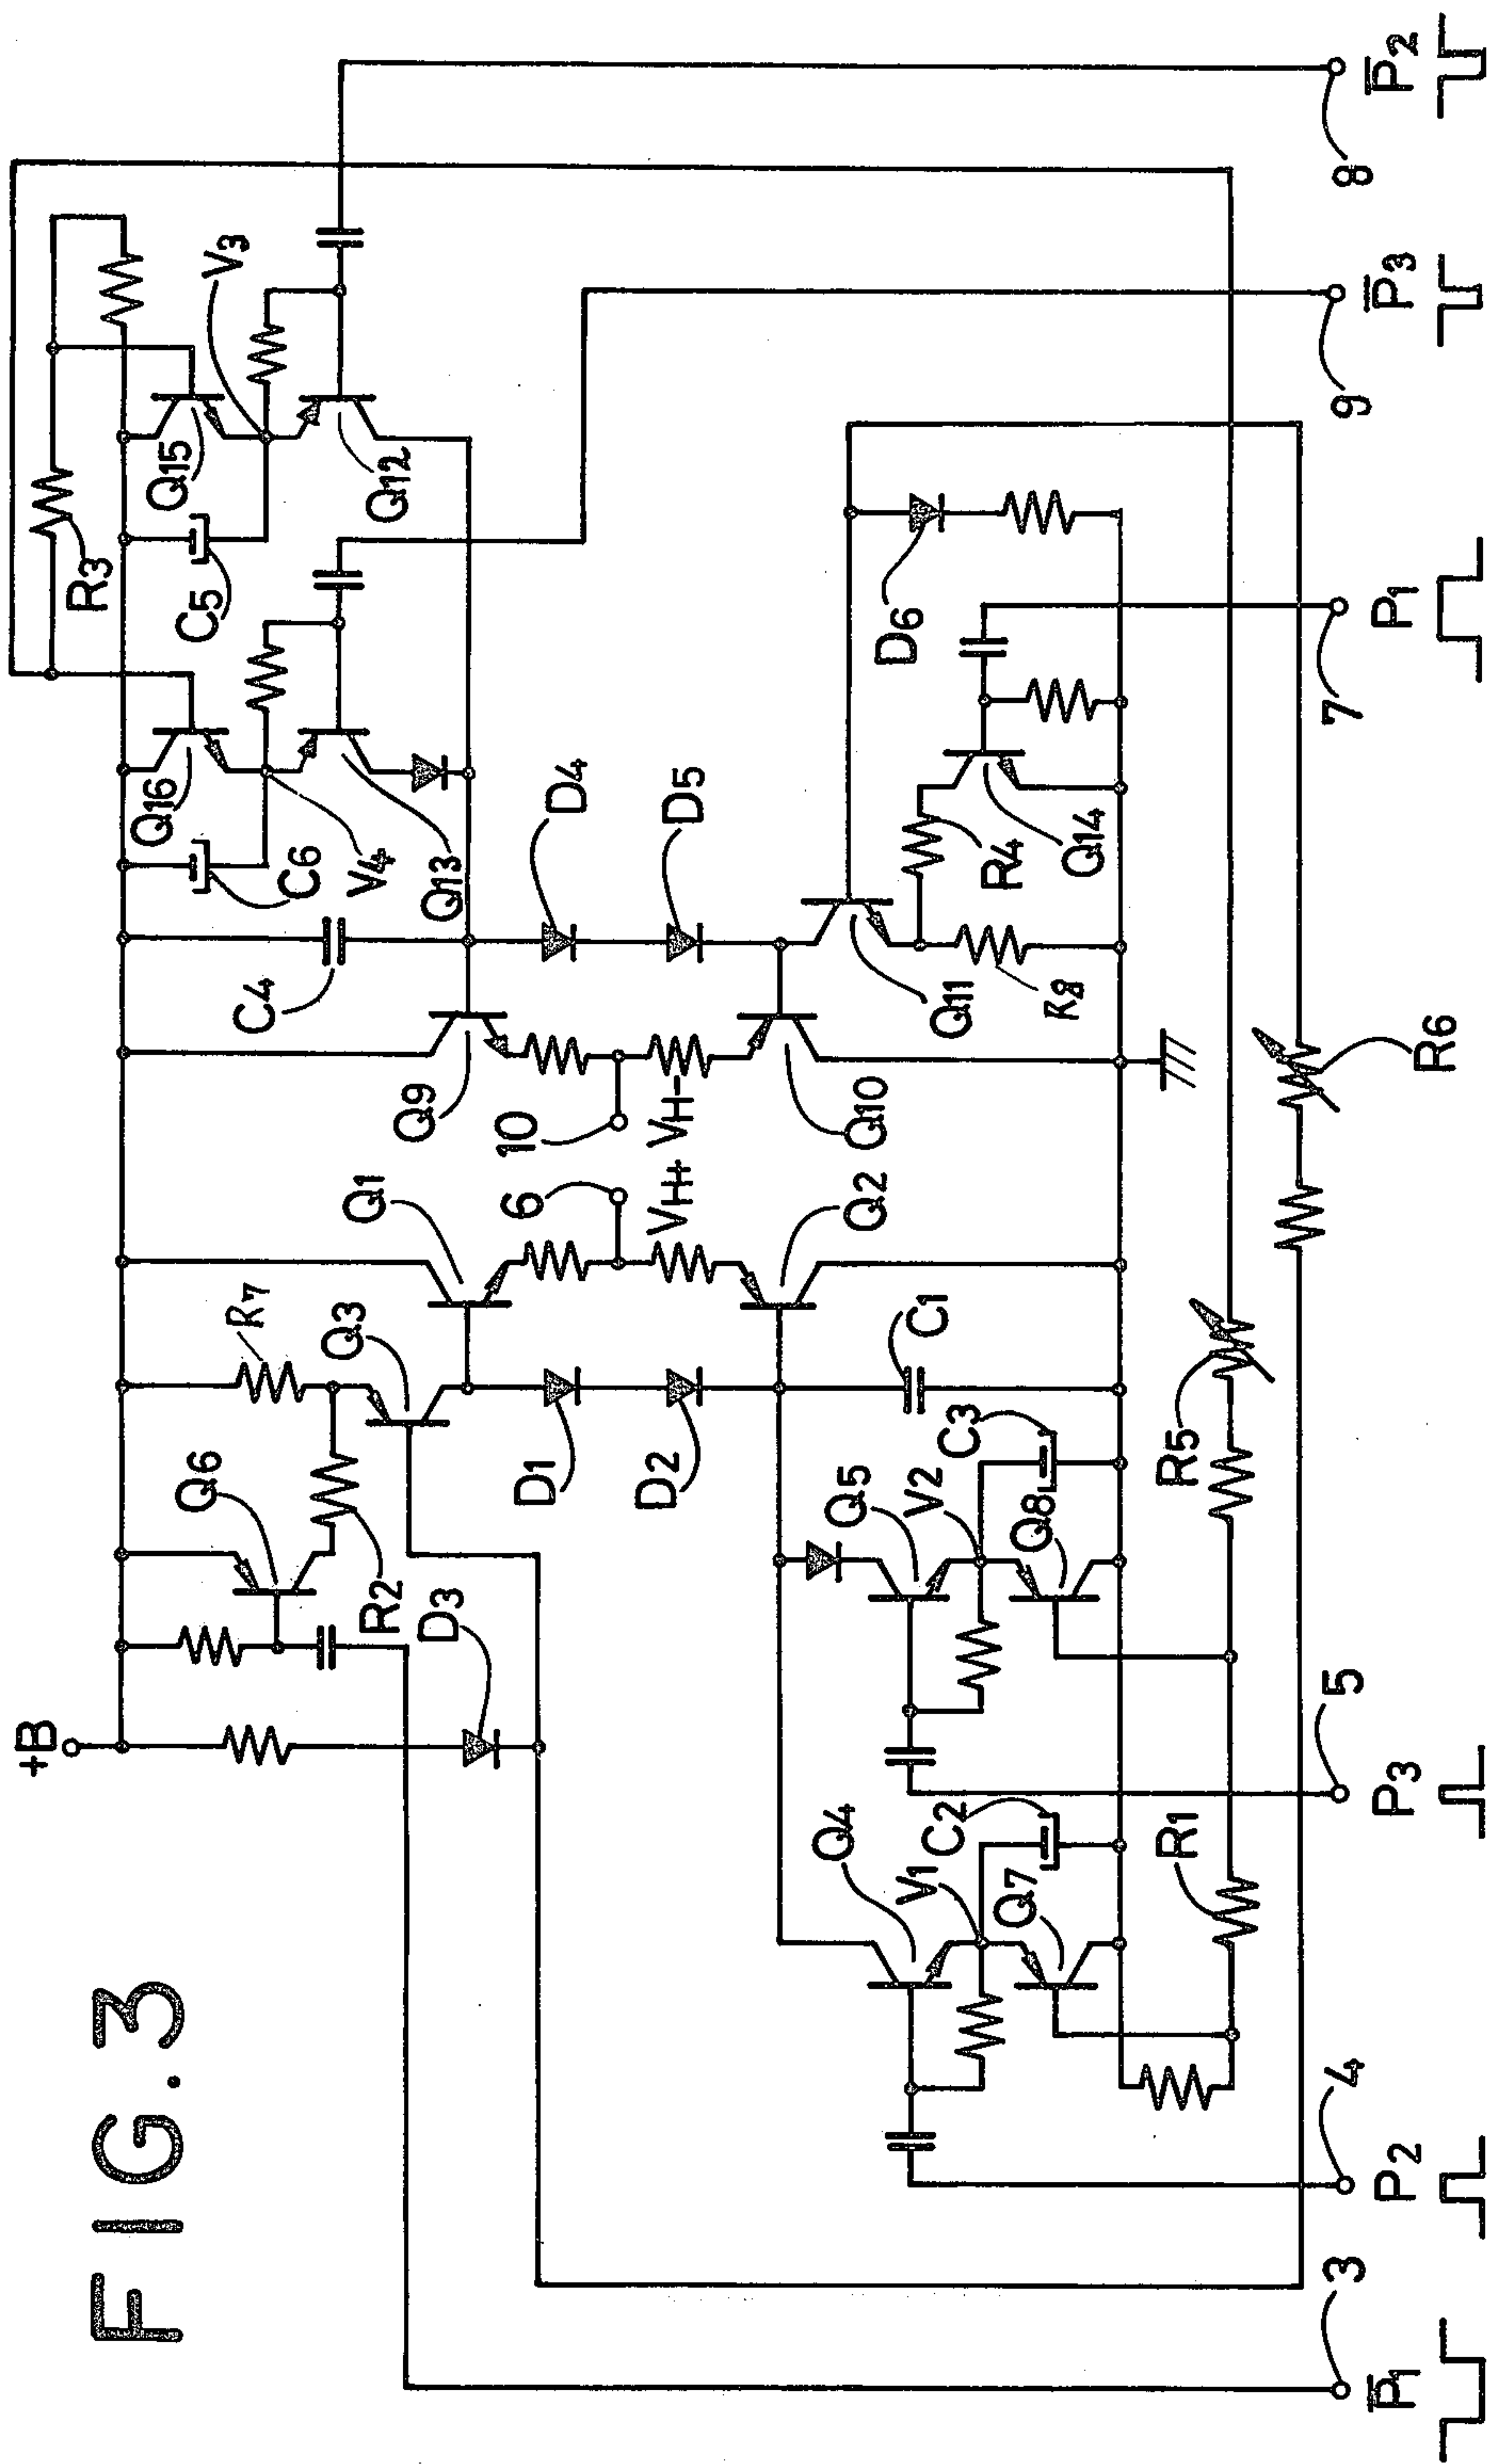 FIG.3
+B
Q6
R7
Q3
R2
D3
Q1
D1
D2
6
VH+
Q2
10
VH-
Q9
Q10
C4
D4
D5
Q11
R8
C6
Q16
V4
Q13
R3
C5
Q15
V3
Q12
R4
Q14
D6
Q4
V1
C2
Q7
Q5
V2
C3
Q8
C1
R1
R5
R6
3
P̅1
4
P2
5
P3
7
P1
9
P̅3
8
P̅2